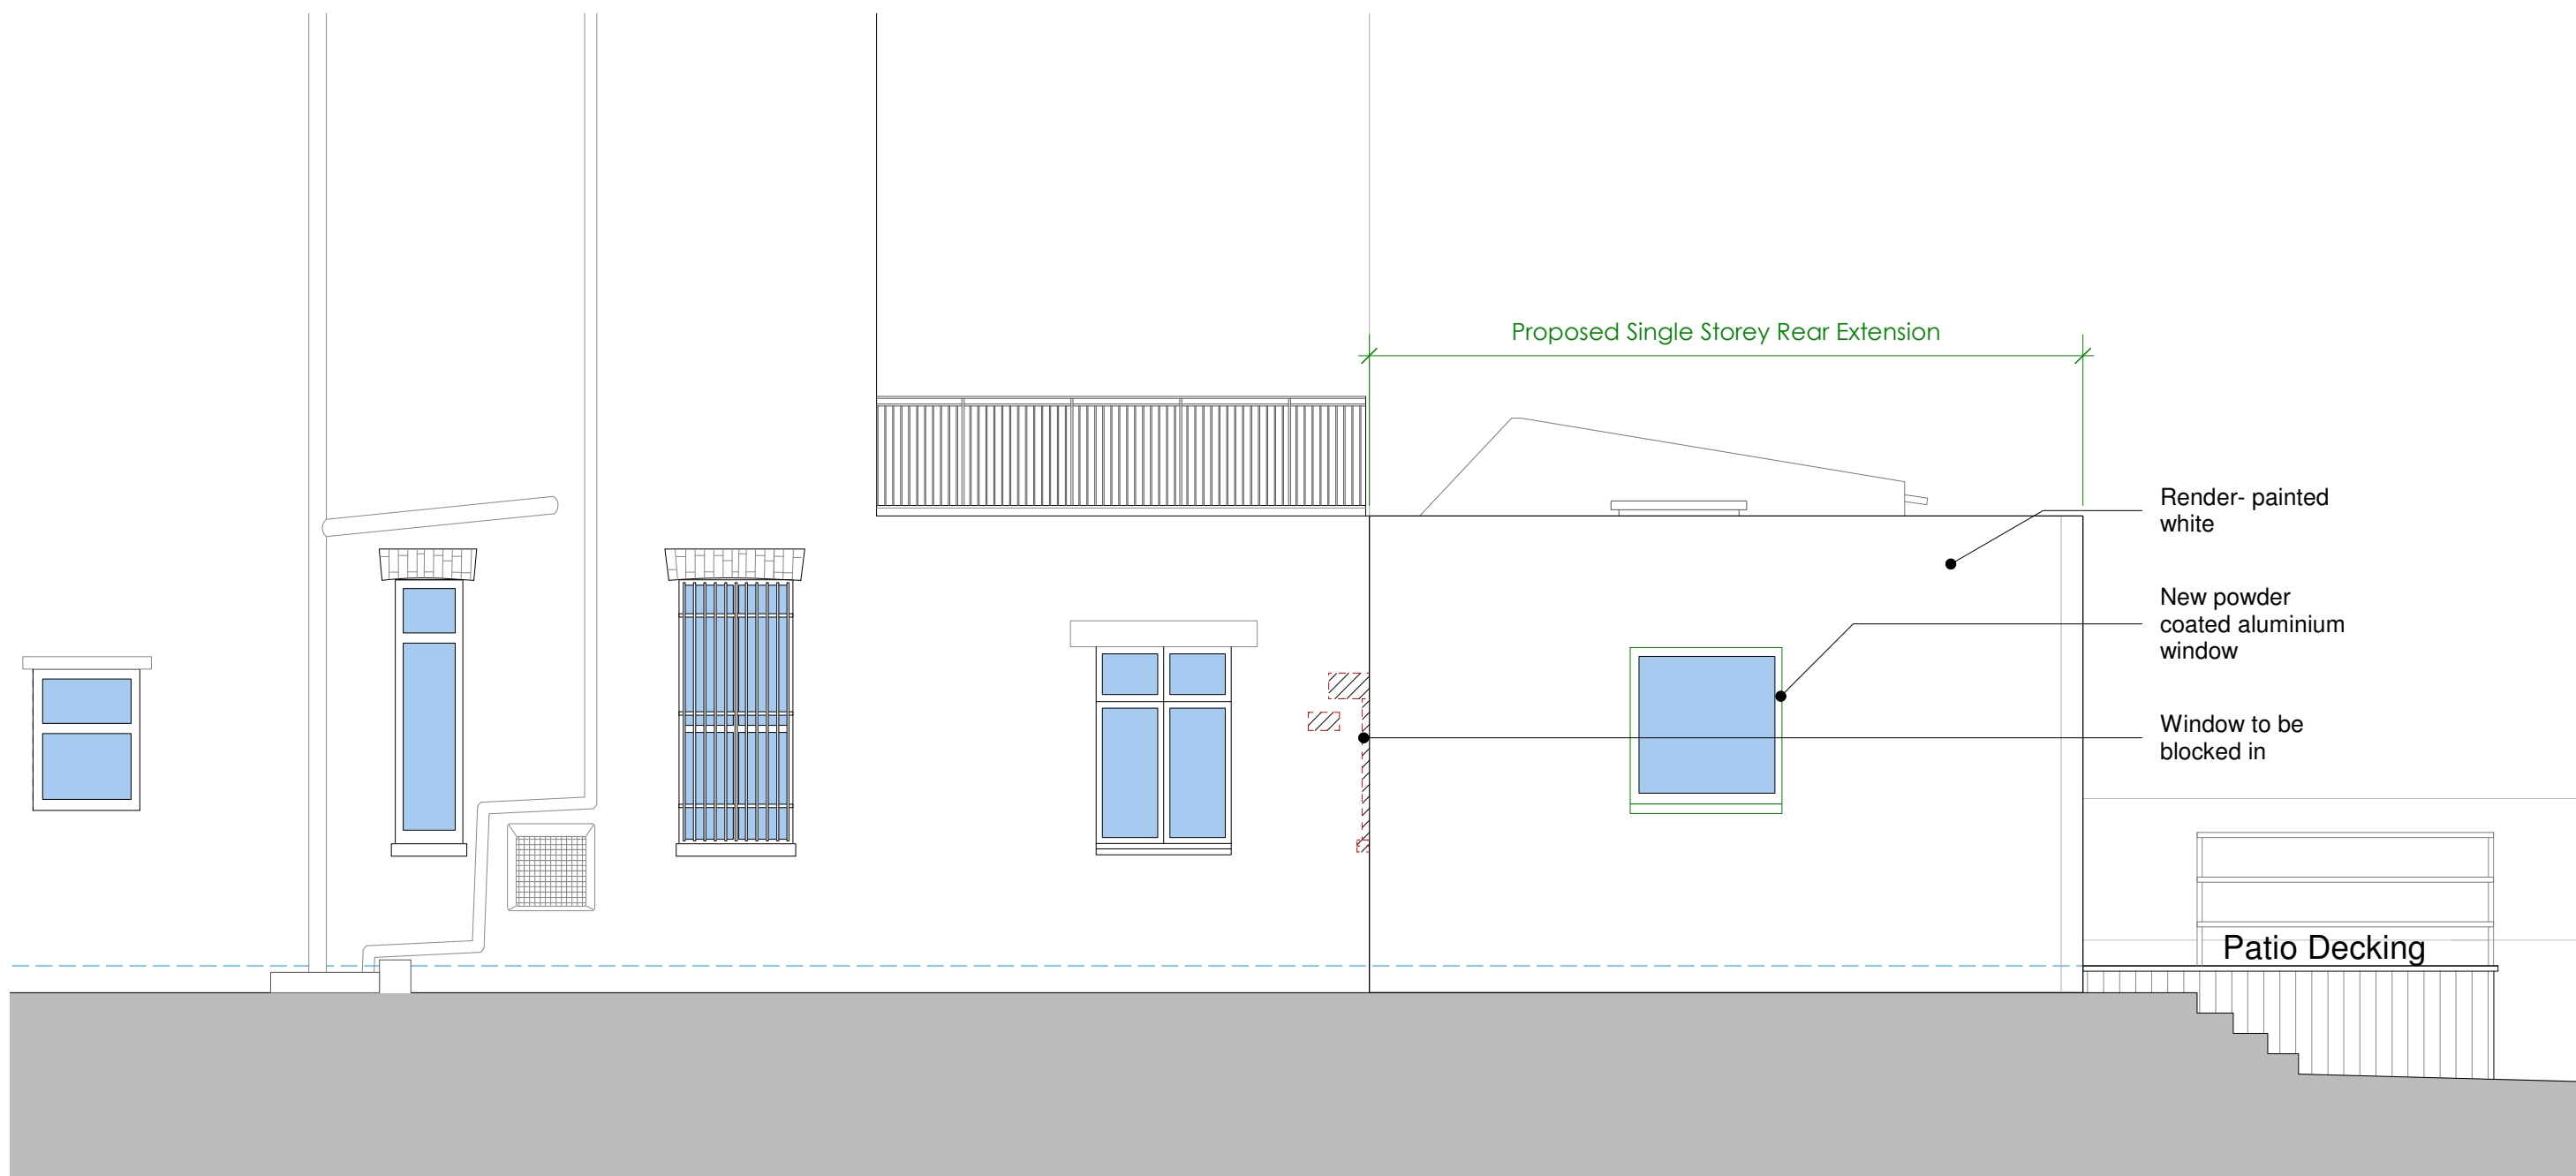 Proposed Single Storey Rear Extension
Render- painted
white
New powder
coated aluminium
window
Window to be
blocked in
Patio Decking